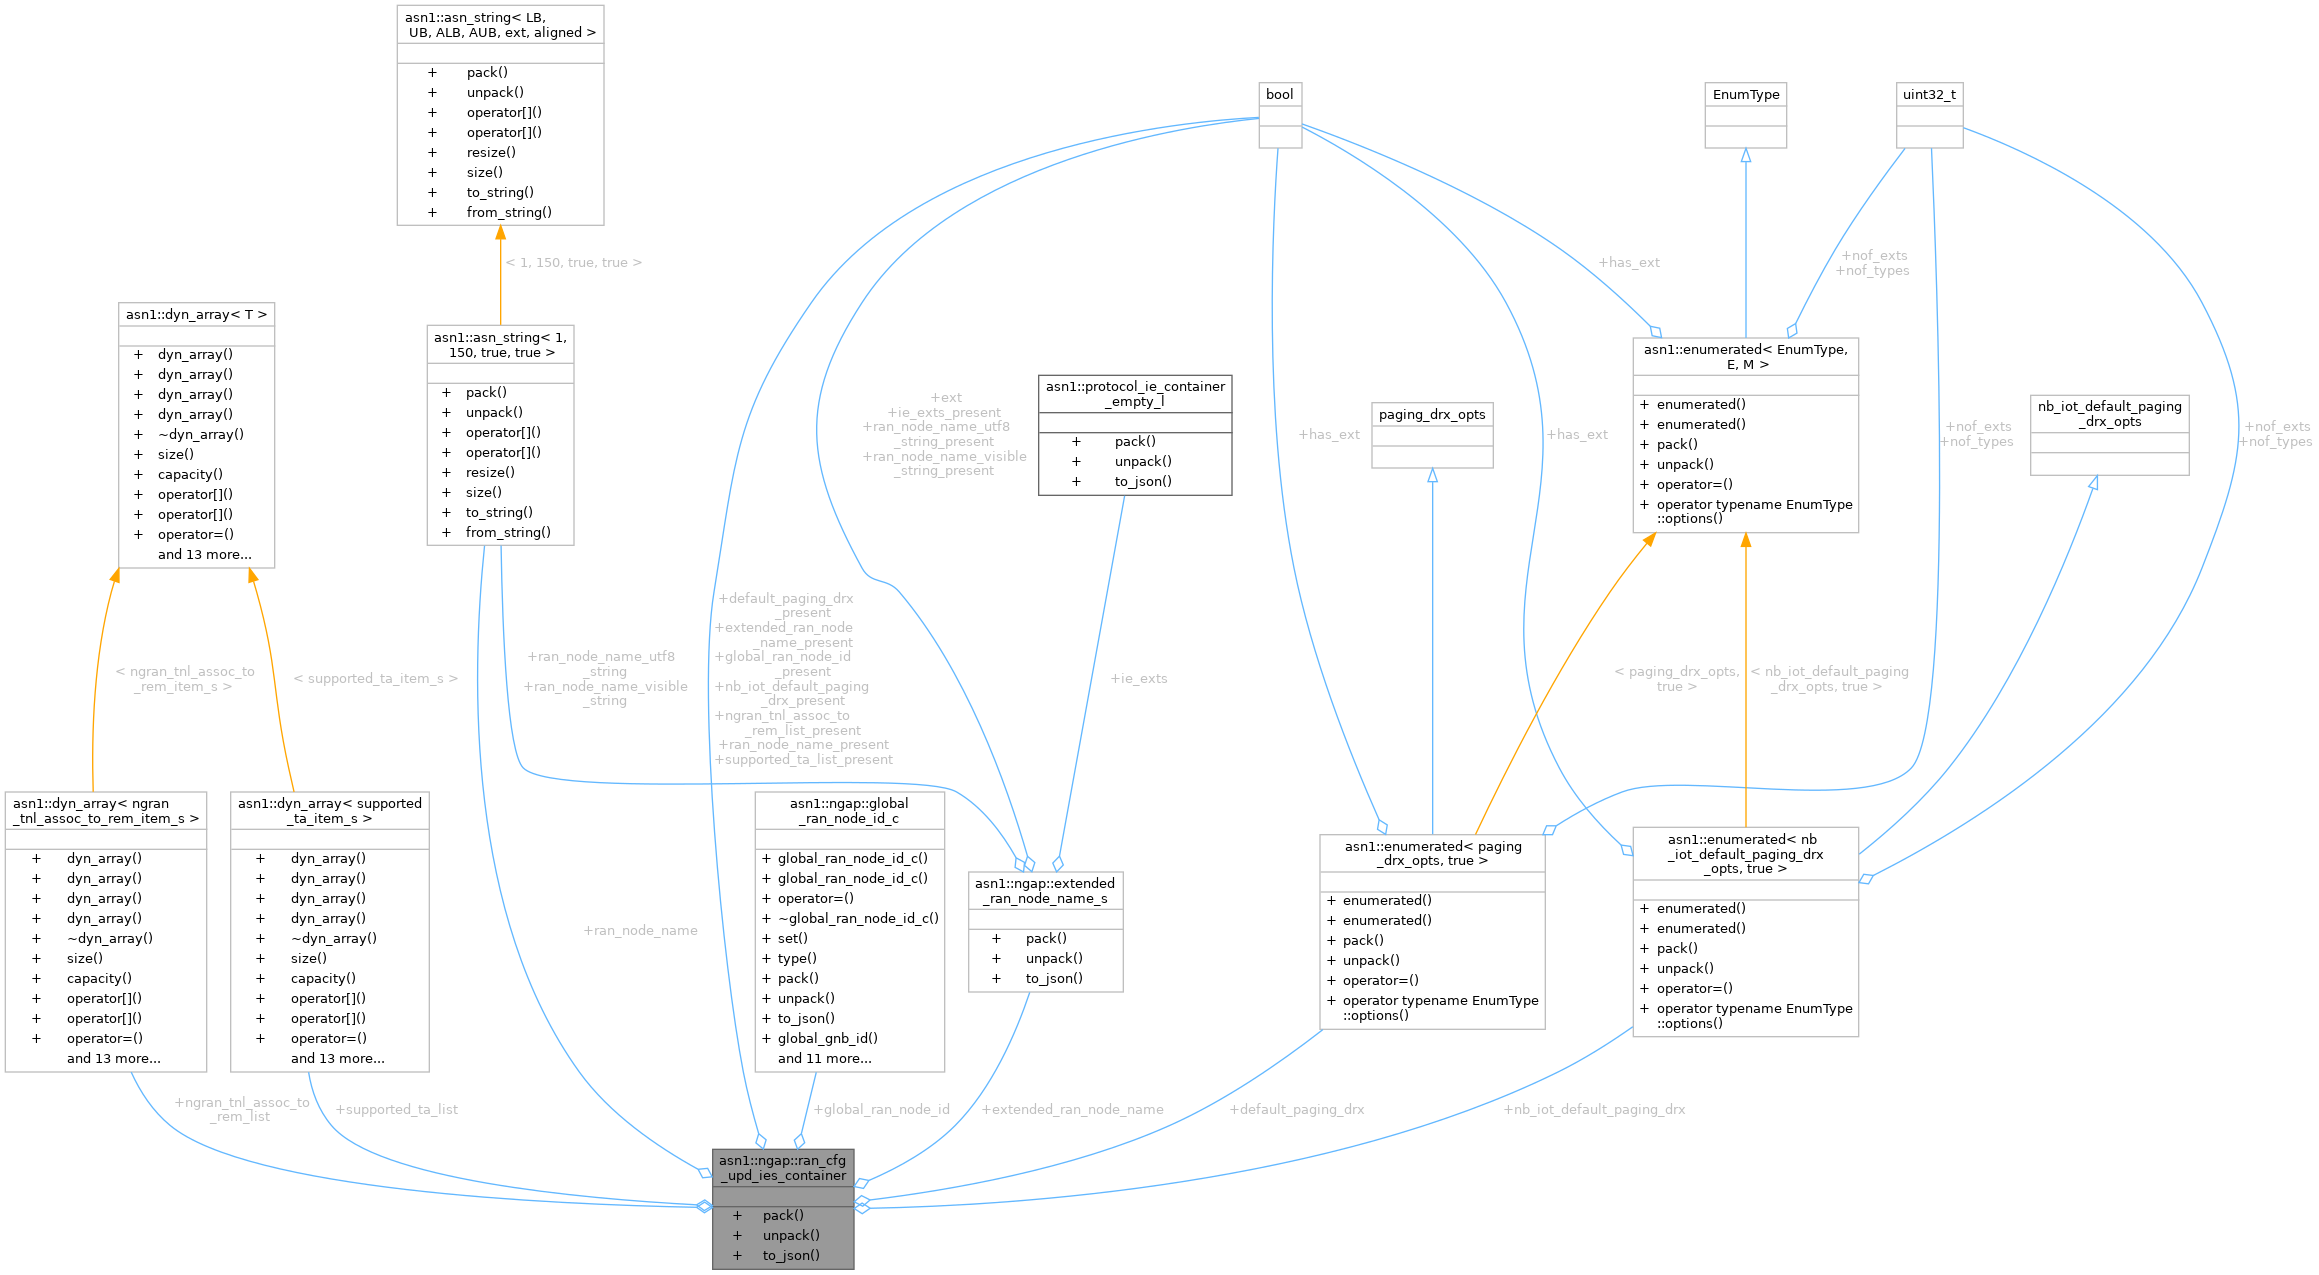 asn1::asn_string< LB,
UB, ALB, AUB, ext, aligned >
+ pack()
+ unpack()
+ operator[]()
+ operator[]()
+ resize()
+ size()
+ to_string()
+ from_string()
bool
EnumType
uint32_t
< 1, 150, true, true >
+has_ext
+nof_exts
+nof_types
asn1::dyn_array< T >
+ dyn_array()
+ dyn_array()
+ dyn_array()
+ dyn_array()
+ ~dyn_array()
+ size()
+ capacity()
+ operator[]()
+ operator[]()
+ operator=()
and 13 more...
asn1::asn_string< 1,
150, true, true >
+ pack()
+ unpack()
+ operator[]()
+ operator[]()
+ resize()
+ size()
+ to_string()
+ from_string()
+ext
+ie_exts_present
+ran_node_name_utf8
_string_present
+ran_node_name_visible
_string_present
asn1::protocol_ie_container
_empty_l
+ pack()
+ unpack()
+ to_json()
+has_ext
paging_drx_opts
+has_ext
asn1::enumerated< EnumType,
E, M >
+ enumerated()
+ enumerated()
+ pack()
+ unpack()
+ operator=()
+ operator typename EnumType
::options()
+nof_exts
+nof_types
nb_iot_default_paging
_drx_opts
+nof_exts
+nof_types
< ngran_tnl_assoc_to
_rem_item_s >
< supported_ta_item_s >
+ran_node_name_utf8
_string
+ran_node_name_visible
_string
+default_paging_drx
_present
+extended_ran_node
_name_present
+global_ran_node_id
_present
+nb_iot_default_paging
_drx_present
+ngran_tnl_assoc_to
_rem_list_present
+ran_node_name_present
+supported_ta_list_present
+ie_exts
< paging_drx_opts,
true >
< nb_iot_default_paging
_drx_opts, true >
asn1::dyn_array< ngran
_tnl_assoc_to_rem_item_s >
+ dyn_array()
+ dyn_array()
+ dyn_array()
+ dyn_array()
+ ~dyn_array()
+ size()
+ capacity()
+ operator[]()
+ operator[]()
+ operator=()
and 13 more...
asn1::dyn_array< supported
_ta_item_s >
+ dyn_array()
+ dyn_array()
+ dyn_array()
+ dyn_array()
+ ~dyn_array()
+ size()
+ capacity()
+ operator[]()
+ operator[]()
+ operator=()
and 13 more...
+ran_node_name
asn1::ngap::global
_ran_node_id_c
+ global_ran_node_id_c()
+ global_ran_node_id_c()
+ operator=()
+ ~global_ran_node_id_c()
+ set()
+ type()
+ pack()
+ unpack()
+ to_json()
+ global_gnb_id()
and 11 more...
asn1::ngap::extended
_ran_node_name_s
+ pack()
+ unpack()
+ to_json()
asn1::enumerated< paging
_drx_opts, true >
+ enumerated()
+ enumerated()
+ pack()
+ unpack()
+ operator=()
+ operator typename EnumType
::options()
asn1::enumerated< nb
_iot_default_paging_drx
_opts, true >
+ enumerated()
+ enumerated()
+ pack()
+ unpack()
+ operator=()
+ operator typename EnumType
::options()
+ngran_tnl_assoc_to
_rem_list
+supported_ta_list
+global_ran_node_id
+extended_ran_node_name
+default_paging_drx
+nb_iot_default_paging_drx
asn1::ngap::ran_cfg
_upd_ies_container
+ pack()
+ unpack()
+ to_json()